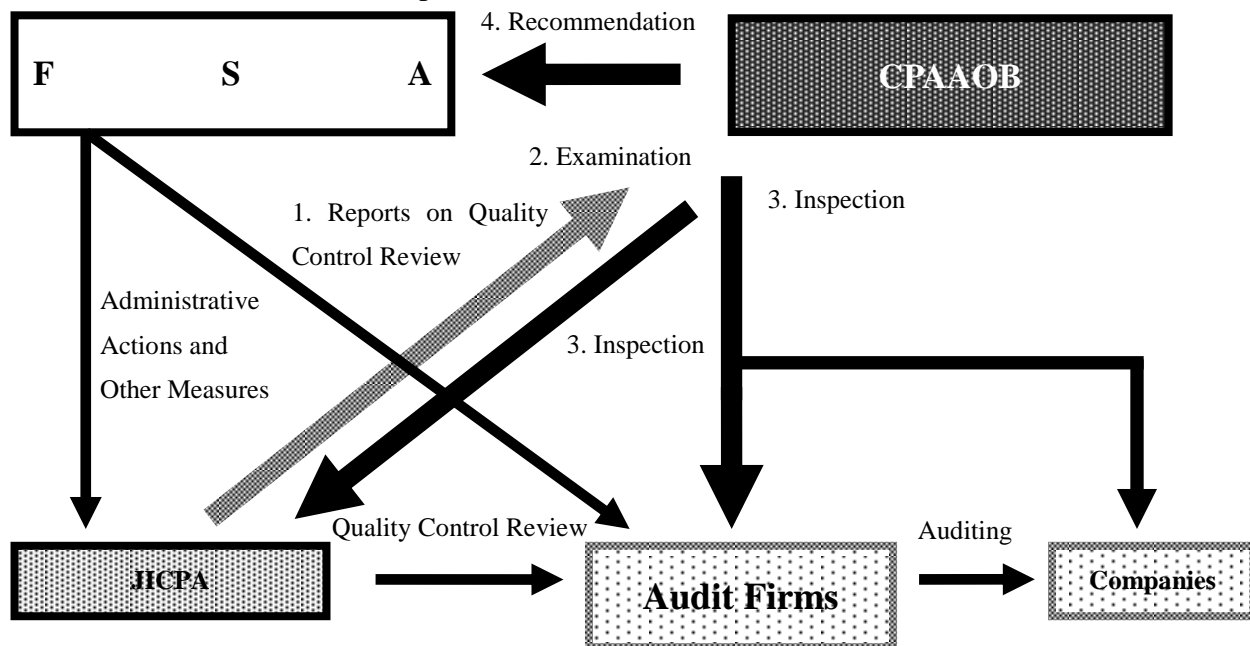 4. Recommendation
F S A
CPAAOB
2. Examination
3. Inspection
1. Reports on Quality
Control Review
Administrative
Actions and
Other Measures
3. Inspection
Quality Control Review
Auditing
JICPA
Audit Firms
Companies